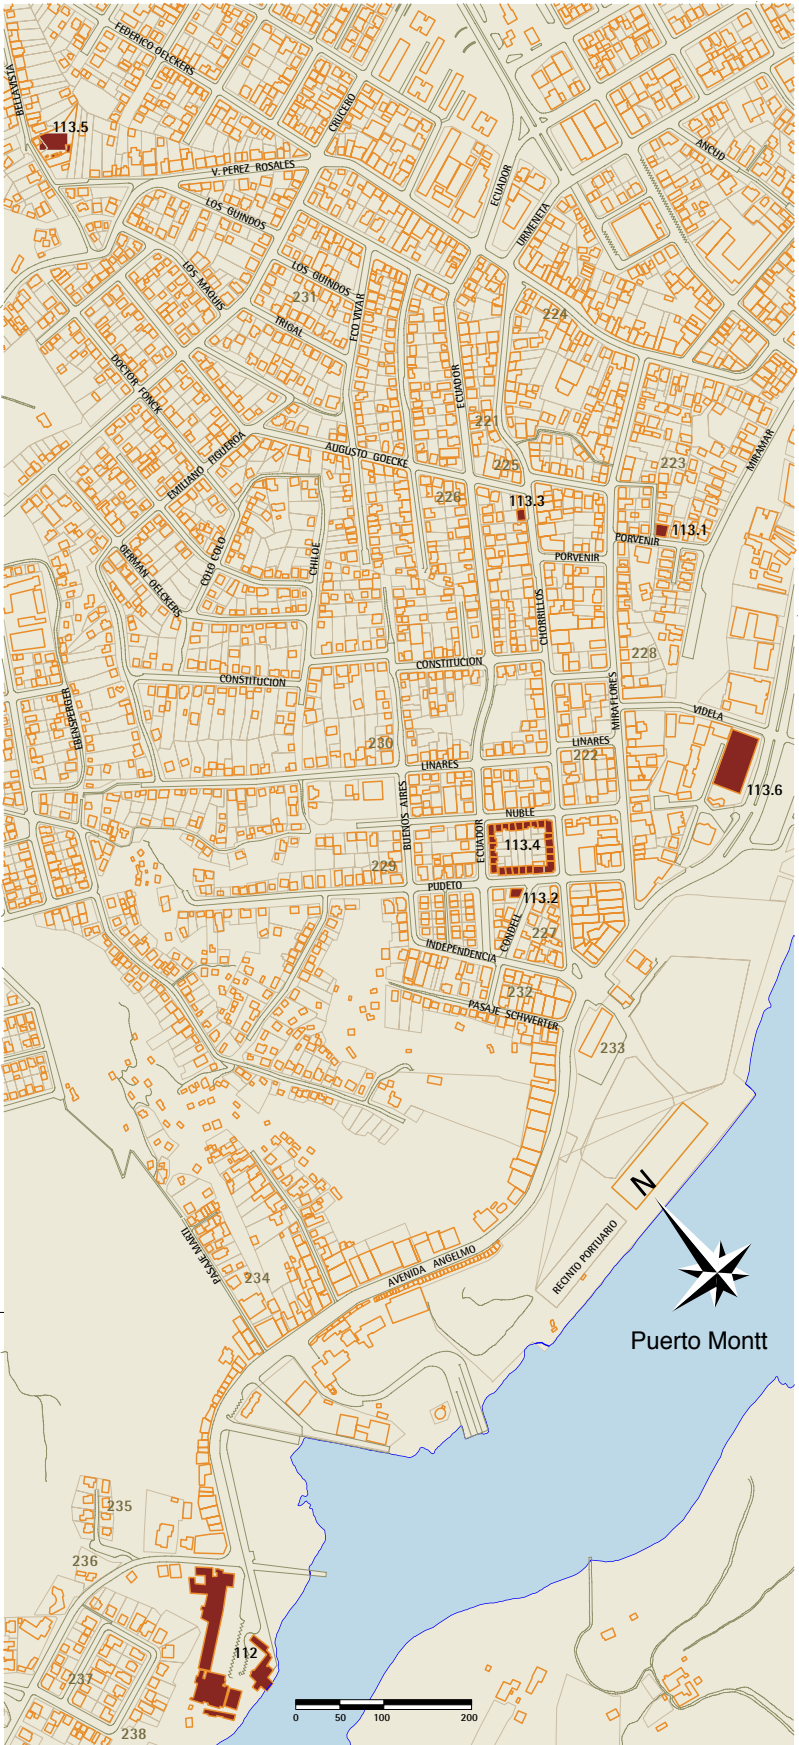 FEDERICO OELCKERS
BELLAVISTA
CRUCERO
113.5
ANCUD
V. PEREZ ROSALES
ECUADOR
LOS GUINDOS
URMENETA
LOS MAQUIS
LOS GUINDOS
231
FCO VIVAR
224
TRIGAL
DOCTOR FONCK
ECUADOR
221
EMILIANO FIGUEROA
AUGUSTO GOECKE
225
223
MIRAMAR
226
113.3
113.1
PORVENIR
PORVENIR
GERMAN OELCKERS
COLO COLO
CHILOE
CHORRILLOS
228
CONSTITUCION
CONSTITUCION
MIRAFLORES
EBENSPERGER
VIDELA
230
LINARES
222
LINARES
113.6
BUENOS AIRES
NUBLE
ECUADOR
113.4
229
PUDETO
113.2
CONDELL
227
INDEPENDENCIA
232
PASAJE SCHWERTER
233
N
PASAJE MARTI
RECINTO PORTUARIO
AVENIDA ANGELMO
234
Puerto Montt
235
236
112
237
238
0 50 100 200